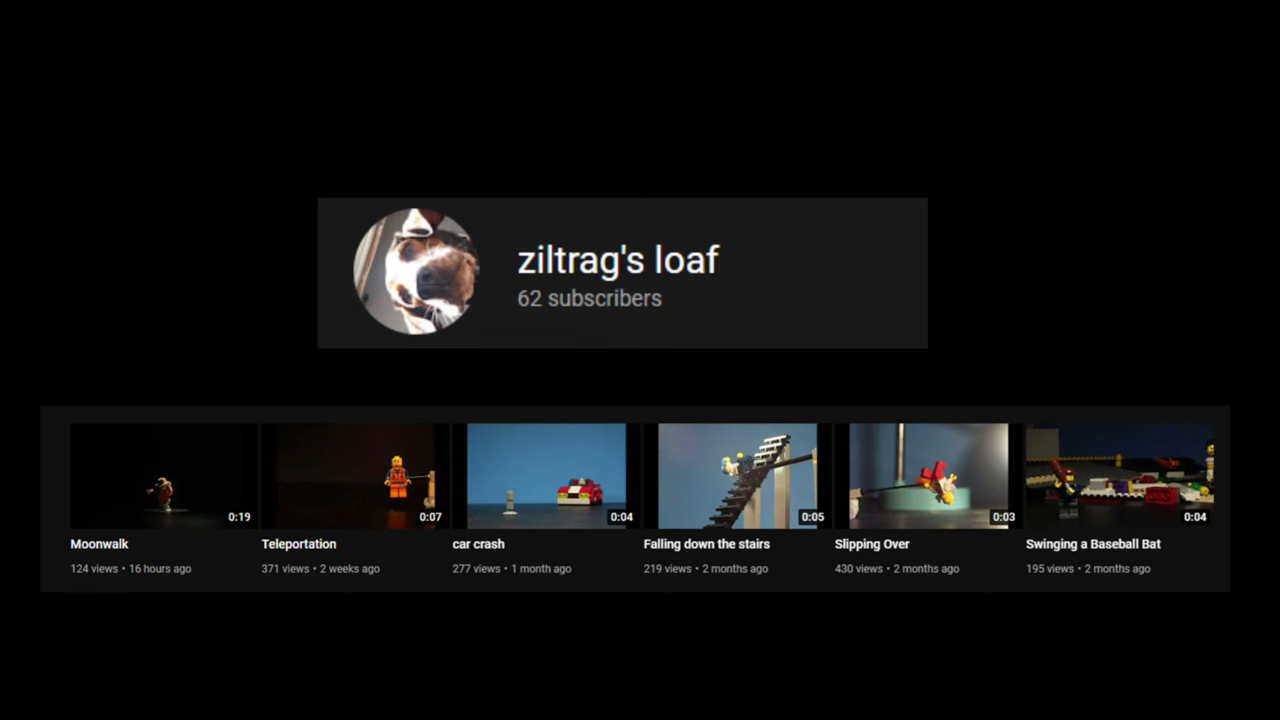 ziltrag's loaf
62 subscribers
0:19
0:07
0:04
0:05
0:03
0:04
Moonwalk
Teleportation
car crash
Falling down the stairs
Slipping Over
Swinging a Baseball Bat
124 views • 16 hours ago
371 views • 2 weeks ago
277 views • 1 month ago
219 views • 2 months ago
430 views • 2 months ago
195 views • 2 months ago